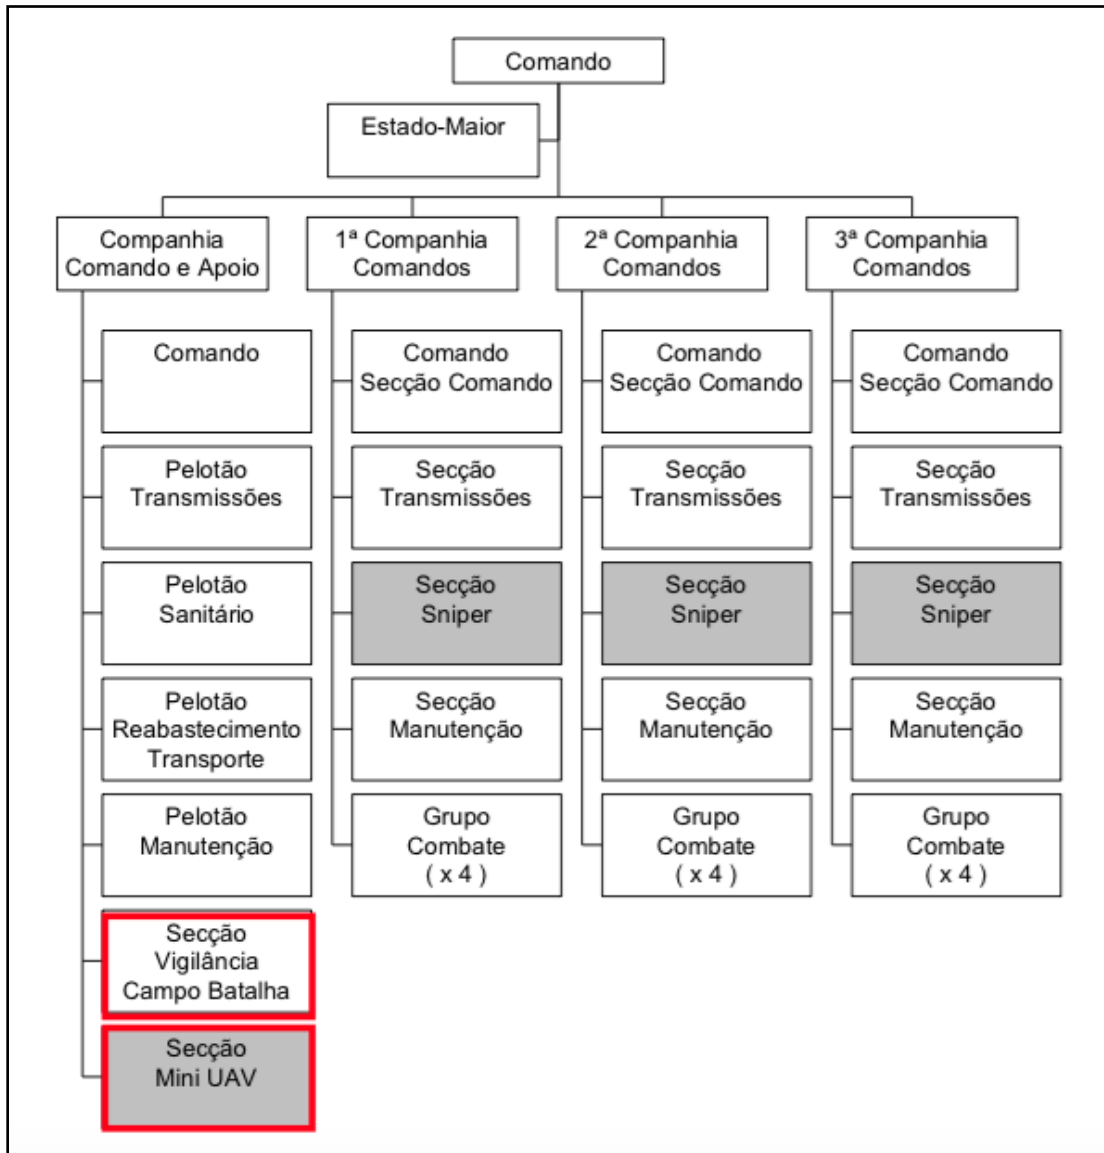 Comando
Estado-Maior
Companhia
Comando e Apoio
1ª Companhia
Comandos
2ª Companhia
Comandos
3ª Companhia
Comandos
Comando
Pelotão
Transmissões
Pelotão
Sanitário
Pelotão
Reabastecimento
Transporte
Pelotão
Manutenção
Secção
Vigilância
Campo Batalha
Secção
Mini UAV
Comando
Secção Comando
Secção
Transmissões
Secção
Sniper
Secção
Manutenção
Grupo
Combate
( x 4 )
Comando
Secção Comando
Secção
Transmissões
Secção
Sniper
Secção
Manutenção
Grupo
Combate
( x 4 )
Comando
Secção Comando
Secção
Transmissões
Secção
Sniper
Secção
Manutenção
Grupo
Combate
( x 4 )